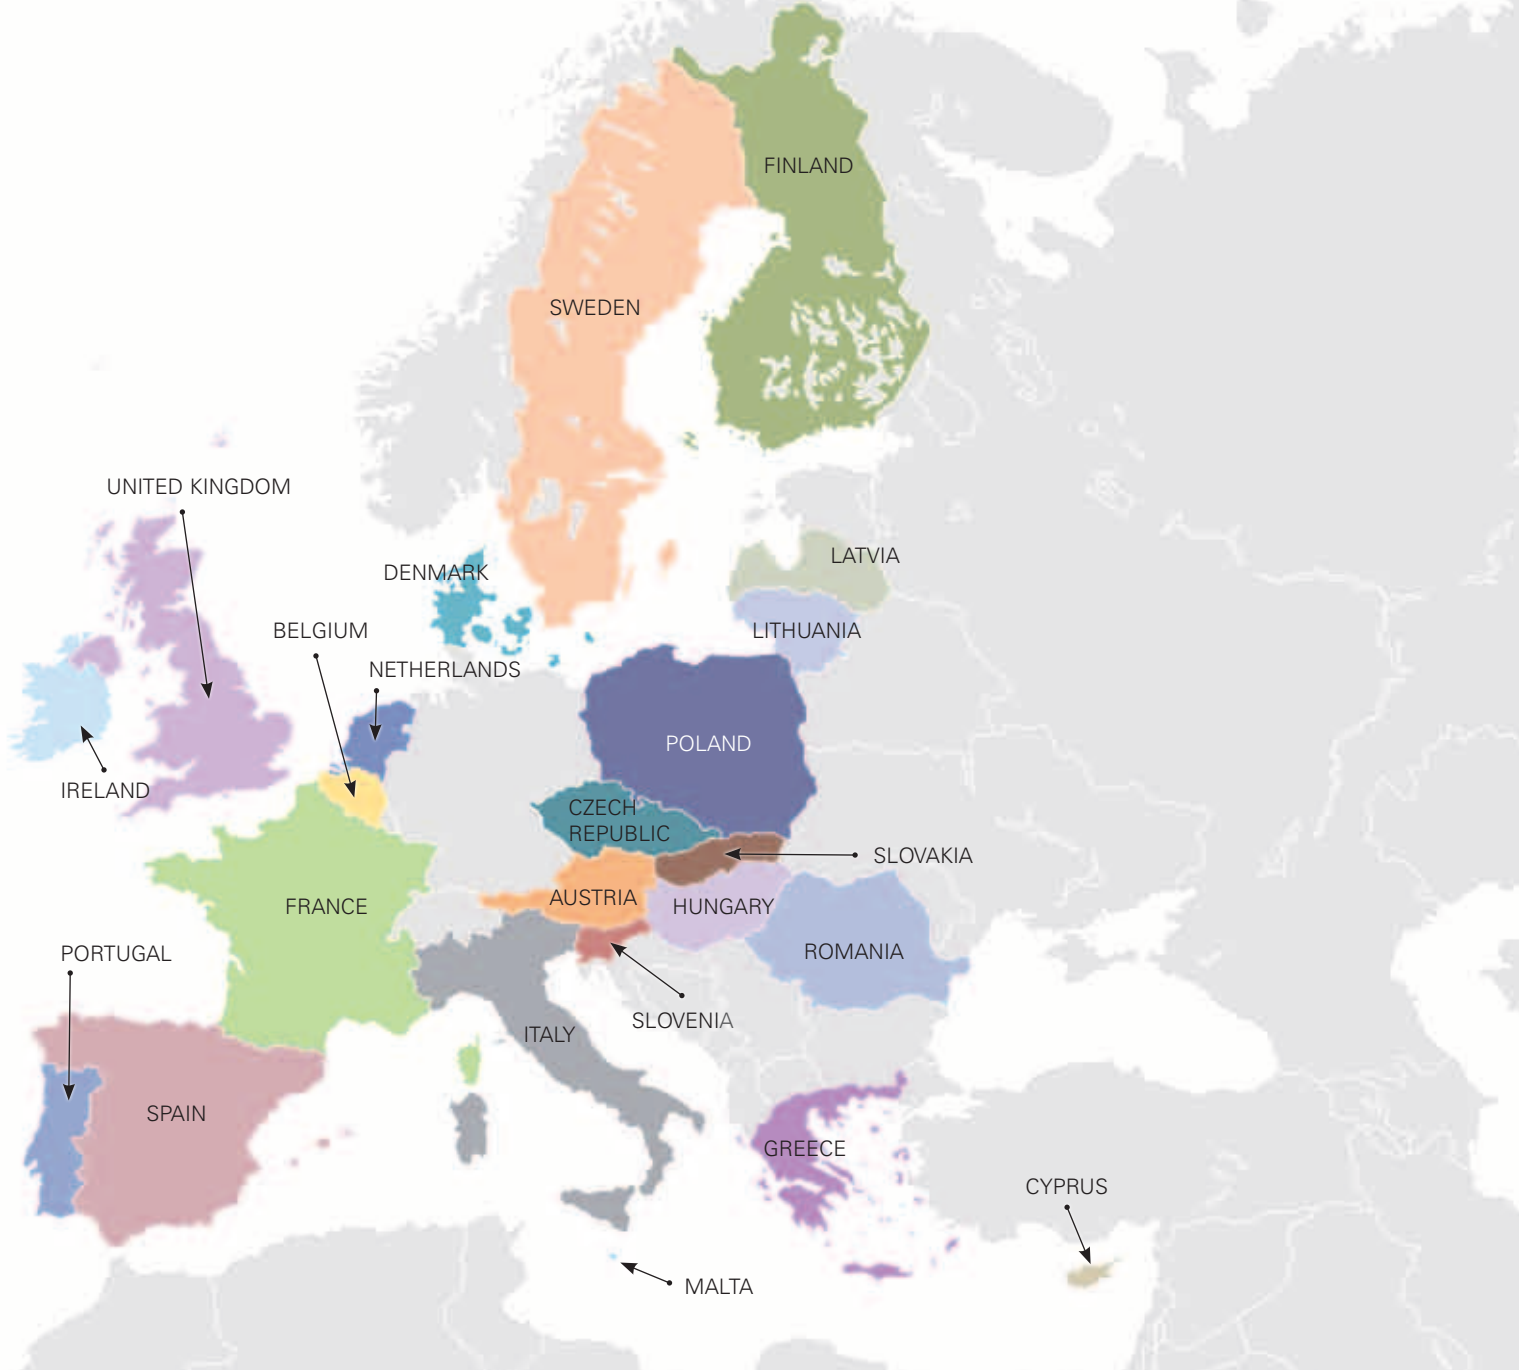 FINLAND
SWEDEN
UNITED KINGDOM
LATVIA
DENMARK
BELGIUM
LITHUANIA
NETHERLANDS
POLAND
IRELAND
CZECH
REPUBLIC
SLOVAKIA
AUSTRIA
FRANCE
HUNGARY
PORTUGAL
ROMANIA
SLOVENIA
ITALY
SPAIN
GREECE
CYPRUS
MALTA